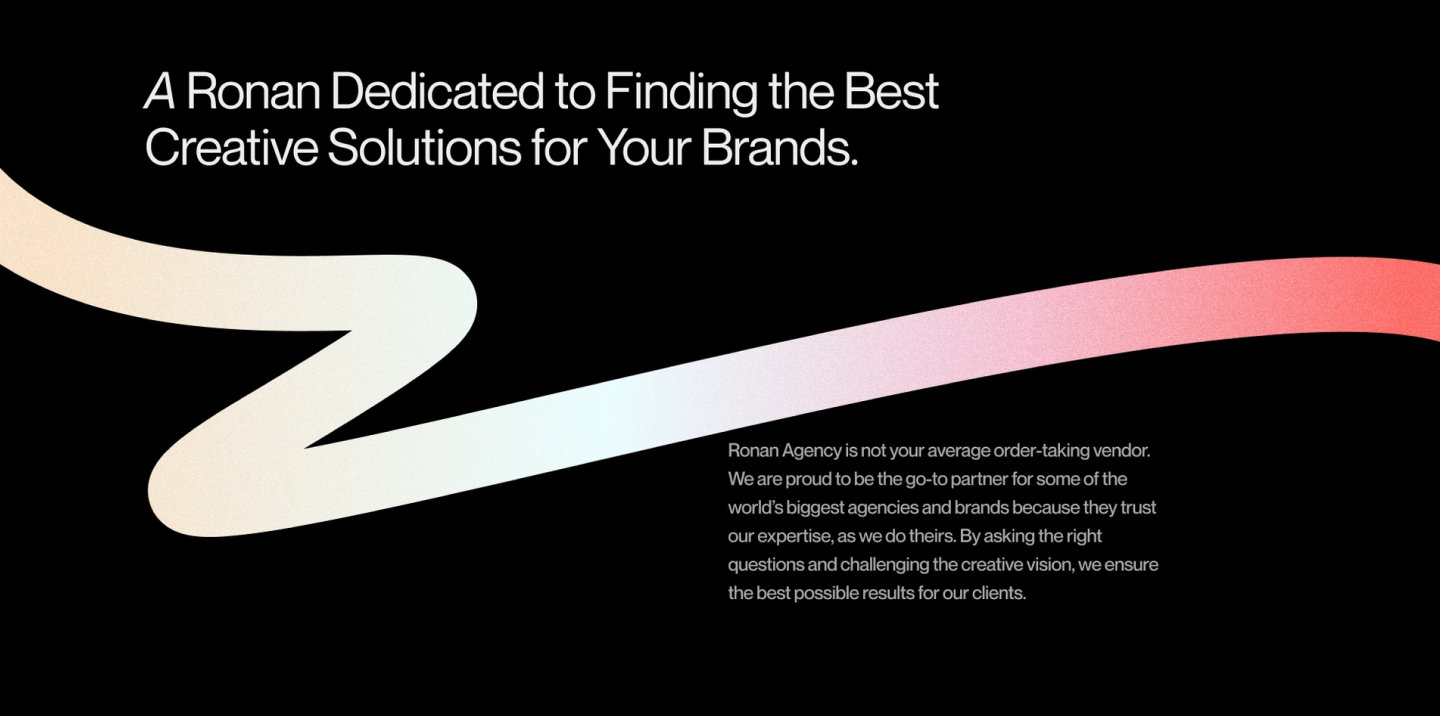 A Ronan Dedicated to Finding the Best
Creative Solutions for Your Brands.
Ronan Agency is not your average order-taking vendor.
We are proud to be the go-to partner for some of the
world’s biggest agencies and brands because they trust
our expertise, as we do theirs. By asking the right
questions and challenging the creative vision, we ensure
the best possible results for our clients.